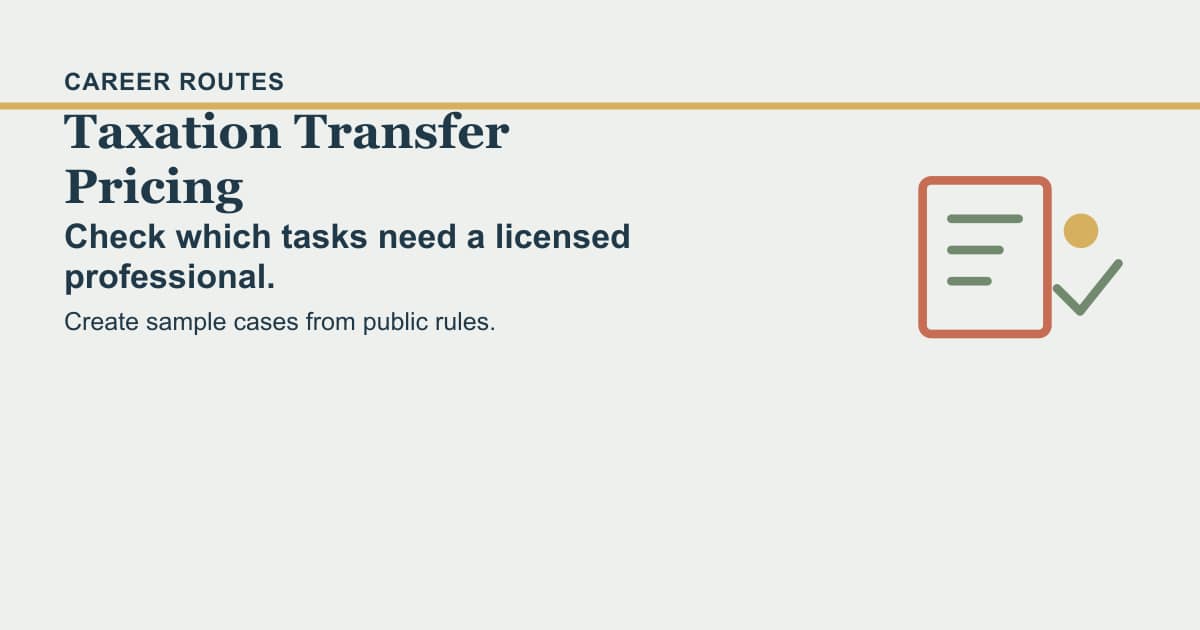 CAREER ROUTES
Taxation Transfer
Pricing
Check which tasks need a licensed
professional.
Create sample cases from public rules.